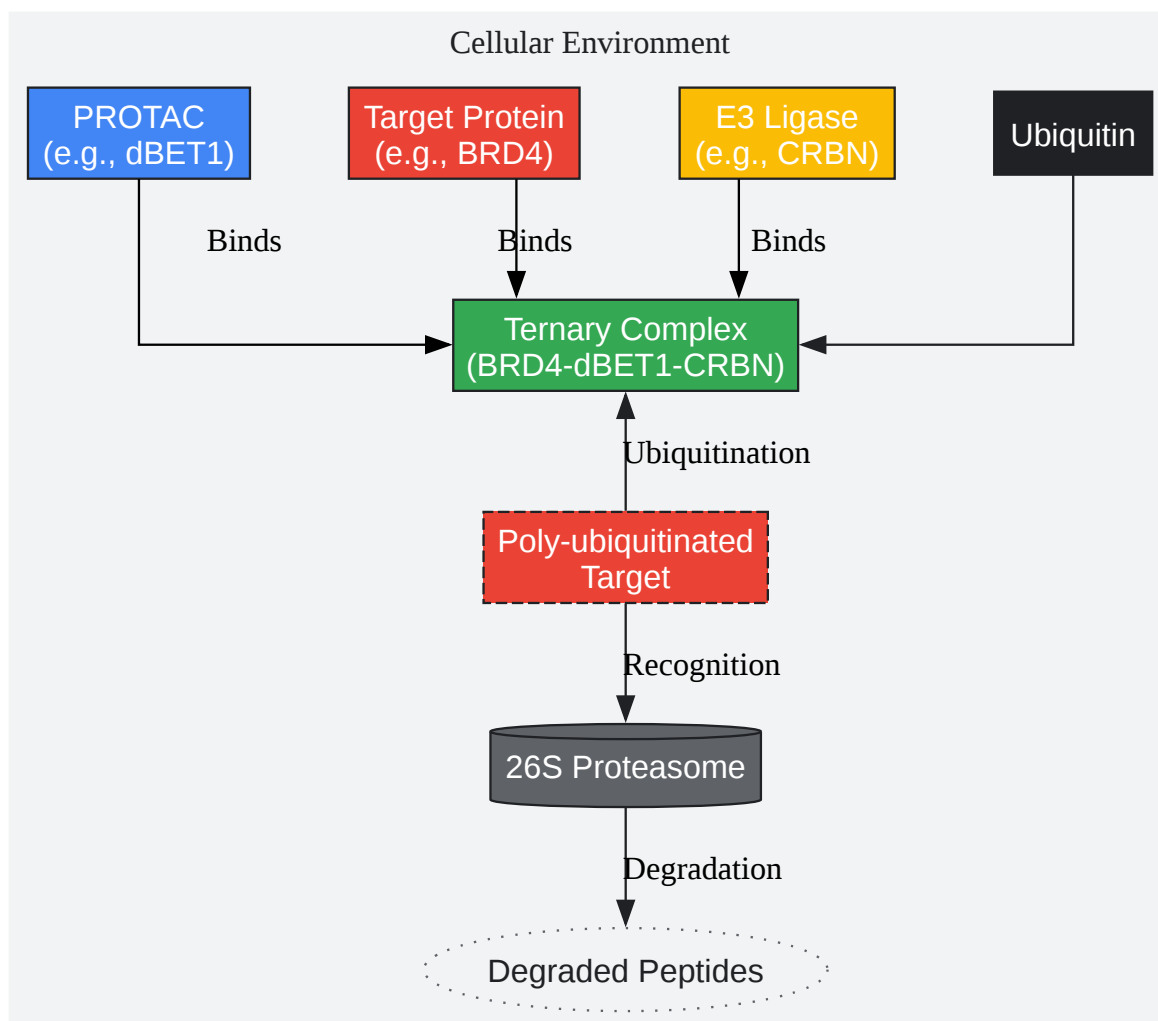 Cellular Environment
PROTAC
(e.g., dBET1)
Target Protein
(e.g., BRD4)
E3 Ligase
(e.g., CRBN)
Ubiquitin
Binds
Binds
Binds
Ternary Complex
(BRD4-dBET1-CRBN)
Ubiquitination
Poly-ubiquitinated
Target
Recognition
26S Proteasome
Degradation
Degraded Peptides